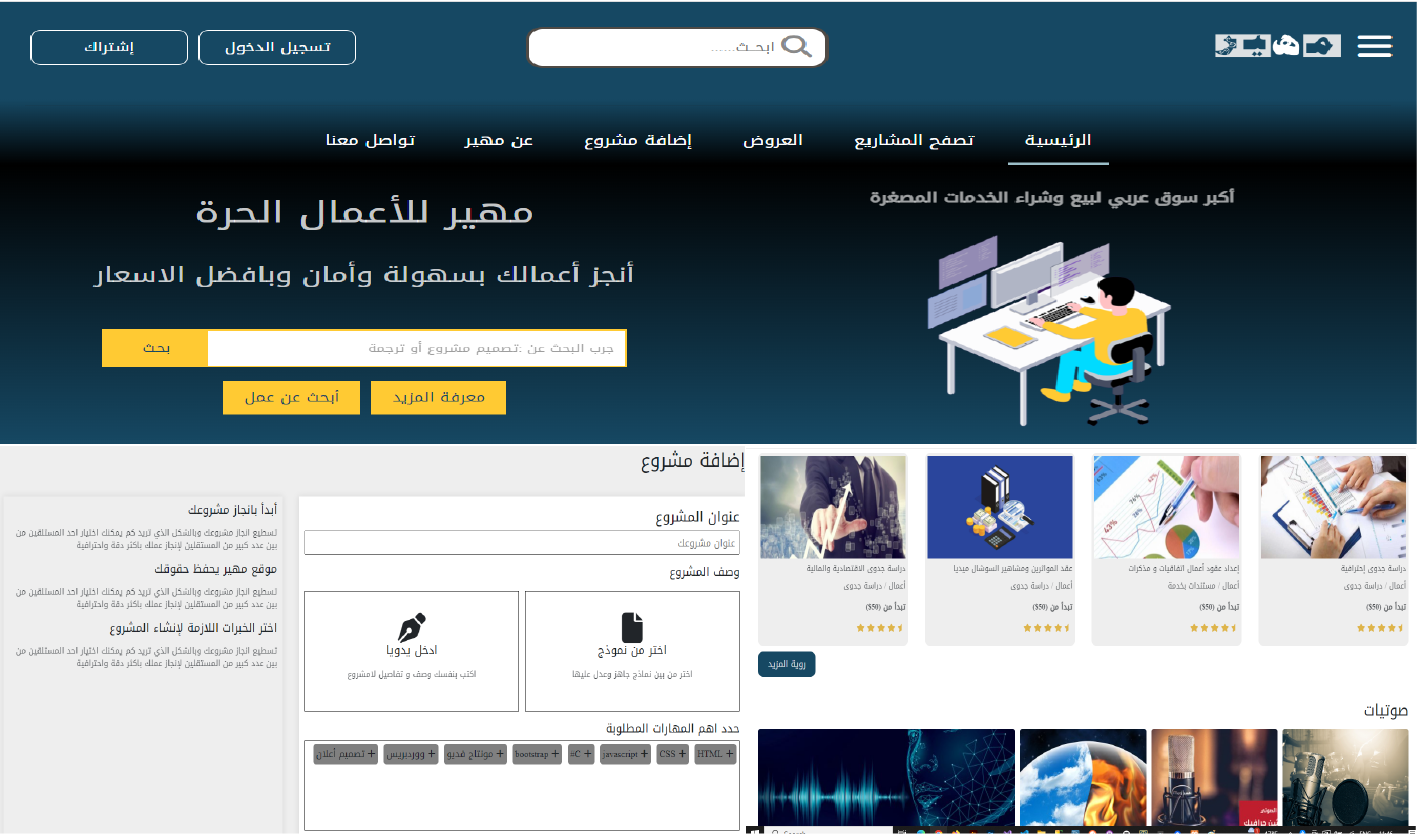 مهير
ابحث......
تسجيل الدخول
إشتراك
الرئيسية
تصفح المشاريع
العروض
إضافة مشروع
عن مهير
تواصل معنا
أكبر سوق عربي لبيع وشراء الخدمات المصغرة
مهير للأعمال الحرة
أنجز أعمالك بسهولة وأمان وبافضل الاسعار
جرب البحث عن :تصميم مشروع أو ترجمة
بحث
معرفة المزيد
أبحث عن عمل
دراسة جدوى إحترافية
أعمال / دراسة جدوى
تبدأ من (50$)
إعداد عقود أعمال اتفاقيات و مذكرات
أعمال / مستندات بخدمة
تبدأ من (50$)
عقد الموثرين ومشاهير السوشال ميديا
أعمال / دراسة جدوى
تبدأ من (50$)
دراسة جدوى الاقتصادية والمالية
أعمال / دراسة جدوى
تبدأ من (50$)
روية المزيد
صوتيات
إضافة مشروع
عنوان المشروع
عنوان مشروعك
وصف المشروع
اختر من نموذج
اختر من بين نماذج جاهز وعدل عليها
ادخل يدويا
اكتب بنفسك وصف و تفاصيل لامشروع
حدد اهم المهارات المطلوبة
+ HTML
+ CSS
+ javascript
+ C#
+ bootstrap
+ مونتاج فديو
+ ووردبريس
+ تصميم أعلان
أبدأ بانجاز مشروعك
تسطيع انجاز مشروعك وبالشكل الذي تريد كم يمكنك اختيار احد المستلقين من
بين عدد كبير من المستقلين لإنجاز عملك باكثر دقة واحترافية
موقع مهير يحفظ حقوقك
تسطيع انجاز مشروعك وبالشكل الذي تريد كم يمكنك اختيار احد المستلقين من
بين عدد كبير من المستقلين لإنجاز عملك باكثر دقة واحترافية
اختر الخبرات اللازمة لإنشاء المشروع
تسطيع انجاز مشروعك وبالشكل الذي تريد كم يمكنك اختيار احد المستلقين من
بين عدد كبير من المستقلين لإنجاز عملك باكثر دقة واحترافية
Search